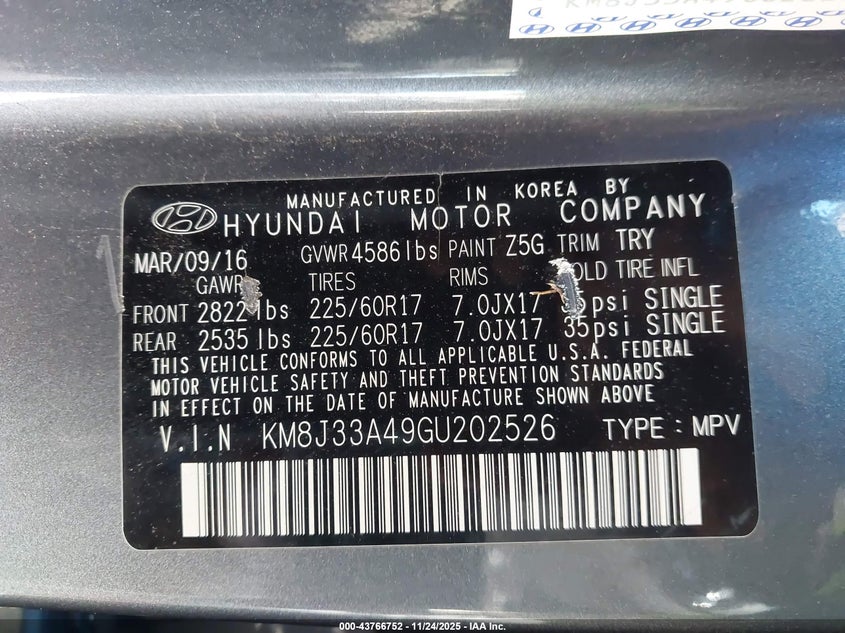 MANUFACTURED IN KOREA BY
HYUNDAI MOTOR COMPANY
MAR/09/16 GVWR 4586 lbs PAINT Z5G TRIM TRY
GAWR TIRES RIMS COLD TIRE INFL
FRONT 2822 lbs 225/60R17 7.0JX17 psi SINGLE
REAR 2535 lbs 225/60R17 7.0JX17 35psi SINGLE
THIS VEHICLE CONFORMS TO ALL APPLICABLE U.S.A. FEDERAL
MOTOR VEHICLE SAFETY AND THEFT PREVENTION STANDARDS
IN EFFECT ON THE DATE OF MANUFACTURE SHOWN ABOVE
V.I.N KM8J33A49GU202526 TYPE : MPV
000-43766752 - 11/24/2025 - IAA Inc.